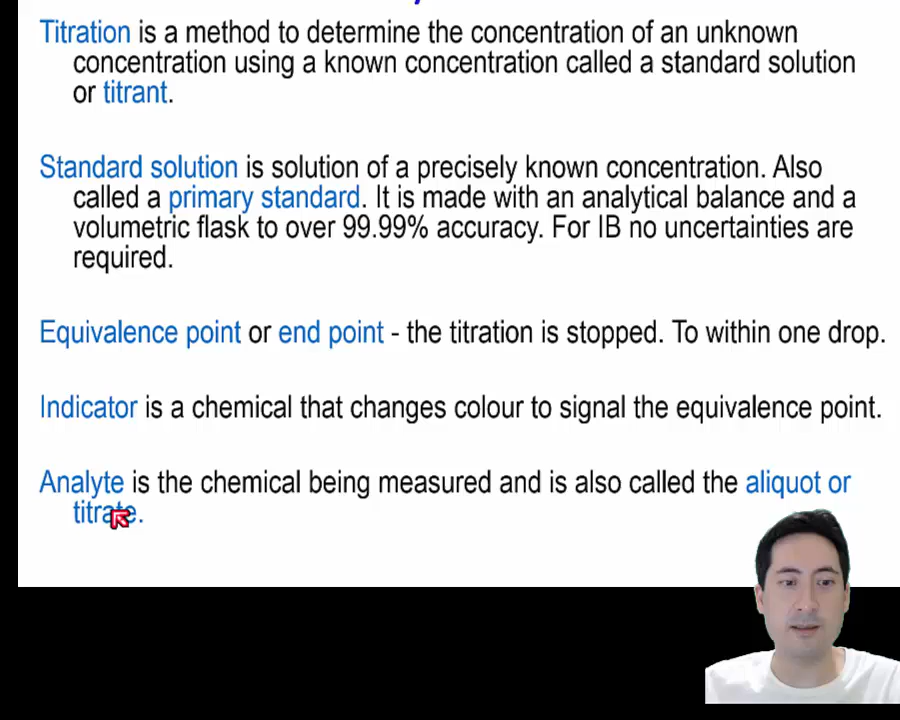 Titration is a method to determine the concentration of an unknown
concentration using a known concentration called a standard solution
or titrant.
Standard solution is solution of a precisely known concentration. Also
called a primary standard. It is made with an analytical balance and a
volumetric flask to over 99.99% accuracy. For IB no uncertainties are
required.
Equivalence point or end point - the titration is stopped. To within one drop.
Indicator is a chemical that changes colour to signal the equivalence point.
Analyte is the chemical being measured and is also called the aliquot or
titrate.